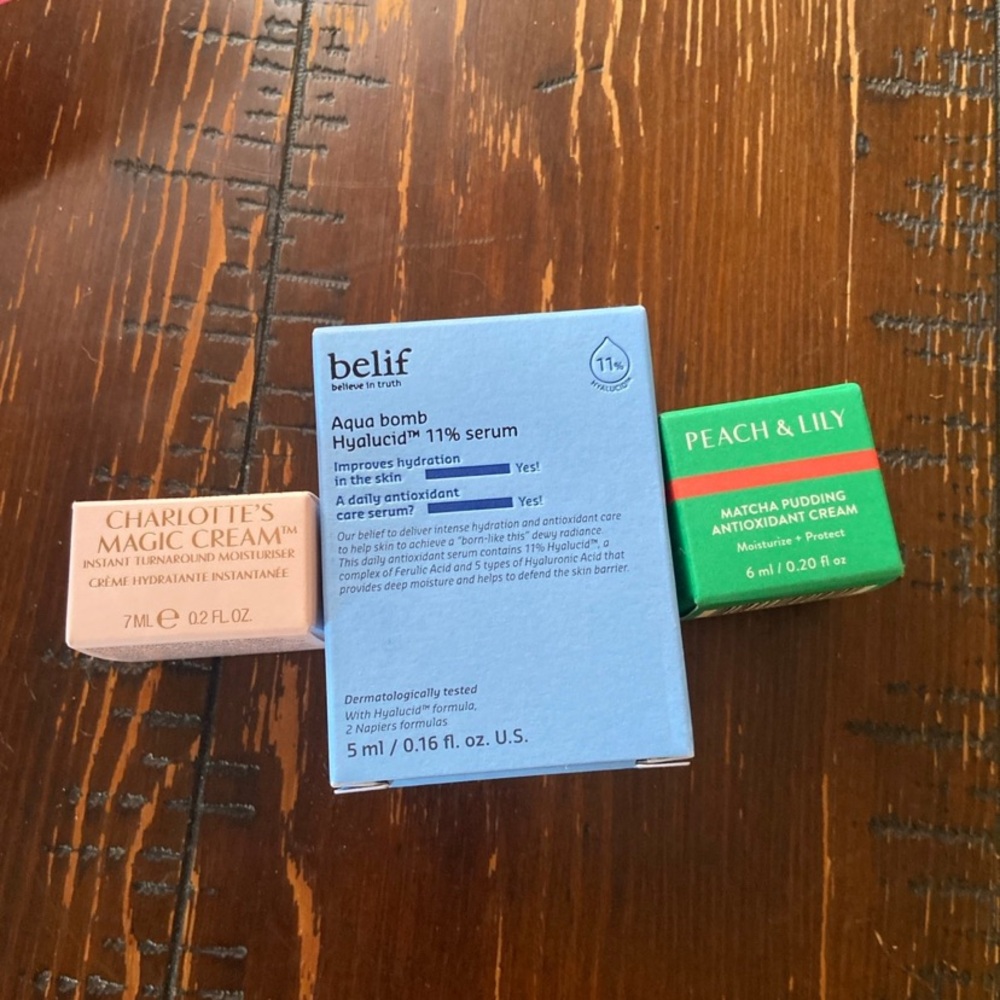 CHARLOTTE'S
MAGIC CREAM™
INSTANT TURNAROUND MOISTURISER
CRÈME HYDRATANTE INSTANTANÉE
7 ML ℮ 0.2 FL. OZ.
belif
believe in truth
11%
HYALUCID™
Aqua bomb
Hyalucid™ 11% serum
Improves hydration
in the skin Yes!
A daily antioxidant
care serum? Yes!
Our belief to deliver intense hydration and antioxidant care
to help skin to achieve a "born-like this" dewy radiance.
This daily antioxidant serum contains 11% Hyalucid™, a
complex of Ferulic Acid and 5 types of Hyaluronic Acid that
provides deep moisture and helps to defend the skin barrier.
Dermatologically tested
With Hyalucid™ formula,
2 Napiers formulas
5 ml / 0.16 fl. oz. U.S.
PEACH & LILY
MATCHA PUDDING
ANTIOXIDANT CREAM
Moisturize + Protect
6 ml / 0.20 fl oz